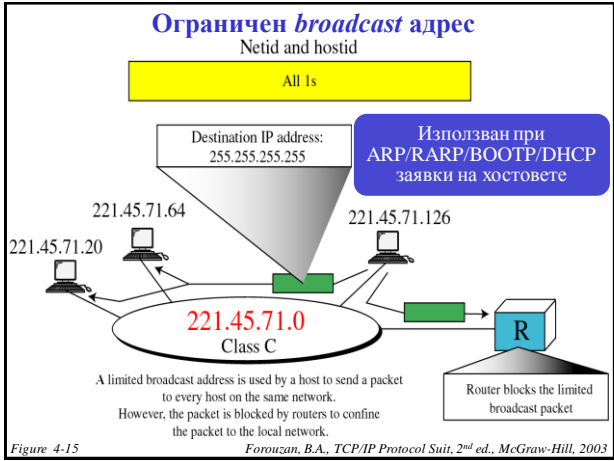 Ограничен broadcast адрес
Netid and hostid
All 1s
Destination IP address:
255.255.255.255
Използван при
ARP/RARP/BOOTP/DHCP
заявки на хостовете
221.45.71.64
221.45.71.126
221.45.71.20
221.45.71.0
Class C
R
A limited broadcast address is used by a host to send a packet
to every host on the same network.
However, the packet is blocked by routers to confine
the packet to the local network.
Router blocks the limited
broadcast packet
Figure 4-15
Forouzan, B.A., TCP/IP Protocol Suit, 2nd ed., McGraw-Hill, 2003